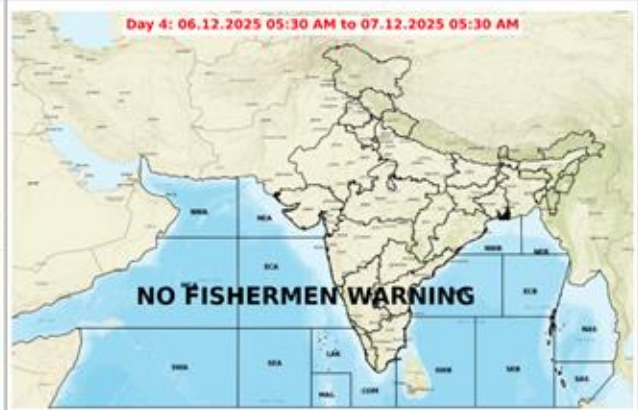 Day 4: 06.12.2025 05:30 AM to 07.12.2025 05:30 AM
NWA
NEA
NWB
NEB
ECA
ECB
NO FISHERMEN WARNING
NAS
LAK
SWA
SEA
SWB
SEB
SAS
MAL
COM